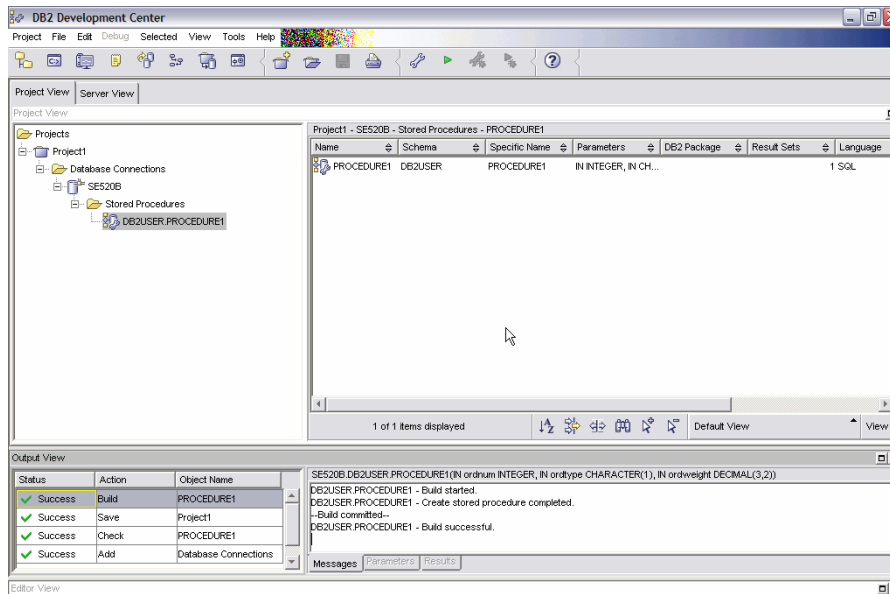 DB2 Development Center
Project File Edit Debug Selected View Tools Help
Project View Server View
Project View
Projects
Project1
Database Connections
SE520B
Stored Procedures
DB2USER.PROCEDURE1
Project1 - SE520B - Stored Procedures - PROCEDURE1
Name Schema Specific Name Parameters DB2 Package Result Sets Language
PROCEDURE1 DB2USER PROCEDURE1 IN INTEGER, IN CH... 1 SQL
1 of 1 items displayed Default View View
Output View
Status Action Object Name
Success Build PROCEDURE1
Success Save Project1
Success Check PROCEDURE1
Success Add Database Connections
SE520B.DB2USER.PROCEDURE1(IN ordnum INTEGER, IN ordtype CHARACTER(1), IN ordweight DECIMAL(3,2))
DB2USER.PROCEDURE1 - Build started.
DB2USER.PROCEDURE1 - Create stored procedure completed.
--Build committed--
DB2USER.PROCEDURE1 - Build successful.
Messages Parameters Results
Editor View